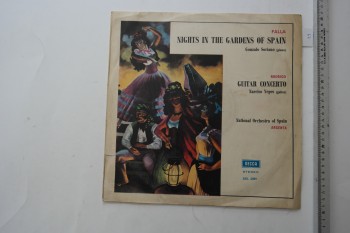 FALLA
NIGHTS IN THE GARDENS OF SPAIN
Gonzalo Soriano piano
RODRIGO
GUITAR CONCERTO
Narciso Yepes guitar
National Orchestra of Spain
ARGENTA
DECCA
STEREO